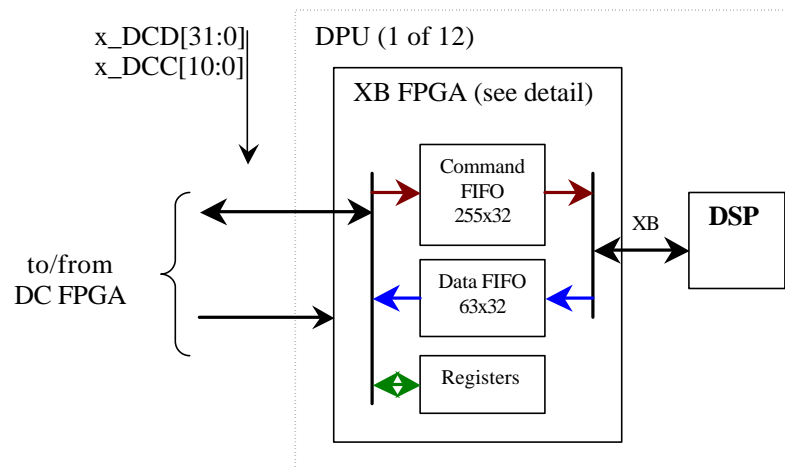 x_DCD[31:0]
x_DCC[10:0]
DPU (1 of 12)
XB FPGA (see detail)
Command
FIFO
255x32
XB
DSP
to/from
DC FPGA
Data FIFO
63x32
Registers